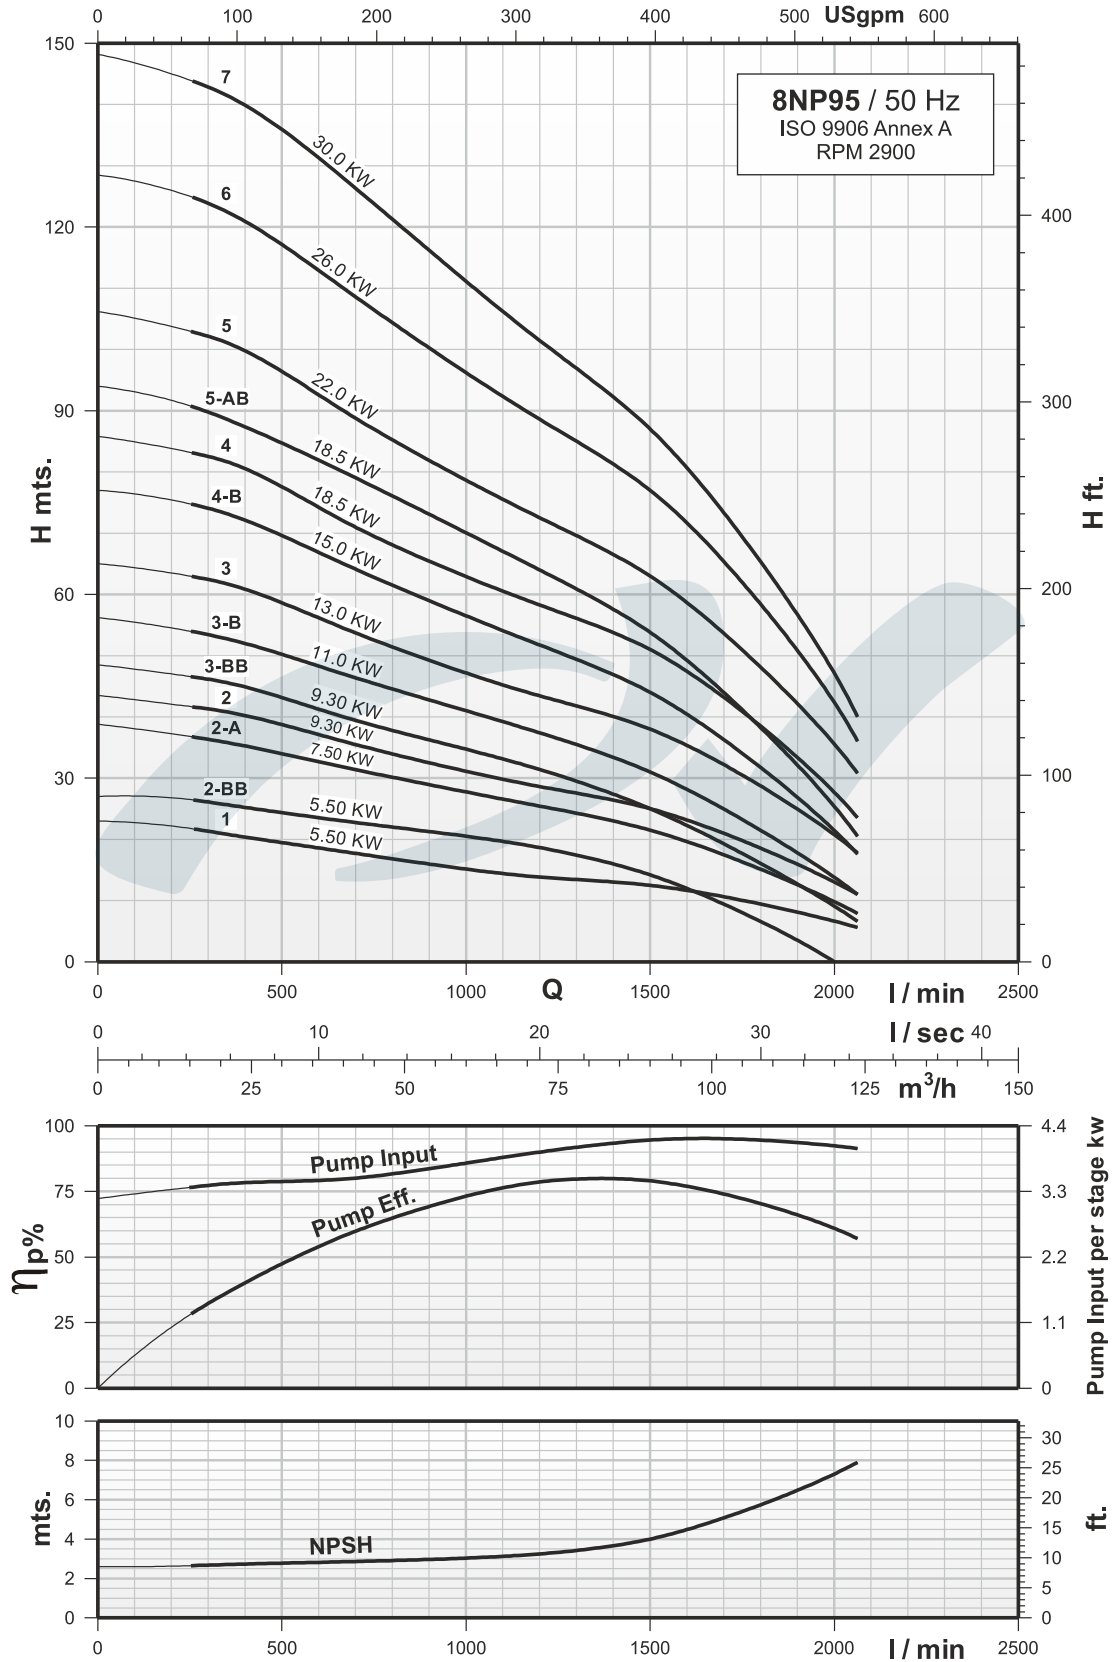 0 100 200 300 400 500 USgpm 600
150
120
90
60
30
0
H mts.
400
300
200
100
0
H ft.
8NP95 / 50 Hz
ISO 9906 Annex A
RPM 2900
7
30.0 KW
6
26.0 KW
5
22.0 KW
5-AB
18.5 KW
4
18.5 KW
4-B
15.0 KW
3
13.0 KW
3-B
11.0 KW
3-BB
9.30 KW
2
9.30 KW
2-A
7.50 KW
2-BB
5.50 KW
1
5.50 KW
0 500 1000 Q 1500 2000 l / min 2500
0 10 20 30 l / sec 40
0 25 50 75 100 125 m³/h 150
100
75
50
25
0
ηp%
Pump Input
Pump Eff.
4.4
3.3
2.2
1.1
0
Pump Input per stage kw
10
8
6
4
2
0
mts.
NPSH
30
25
20
15
10
5
0
ft.
0 500 1000 1500 2000 l / min 2500